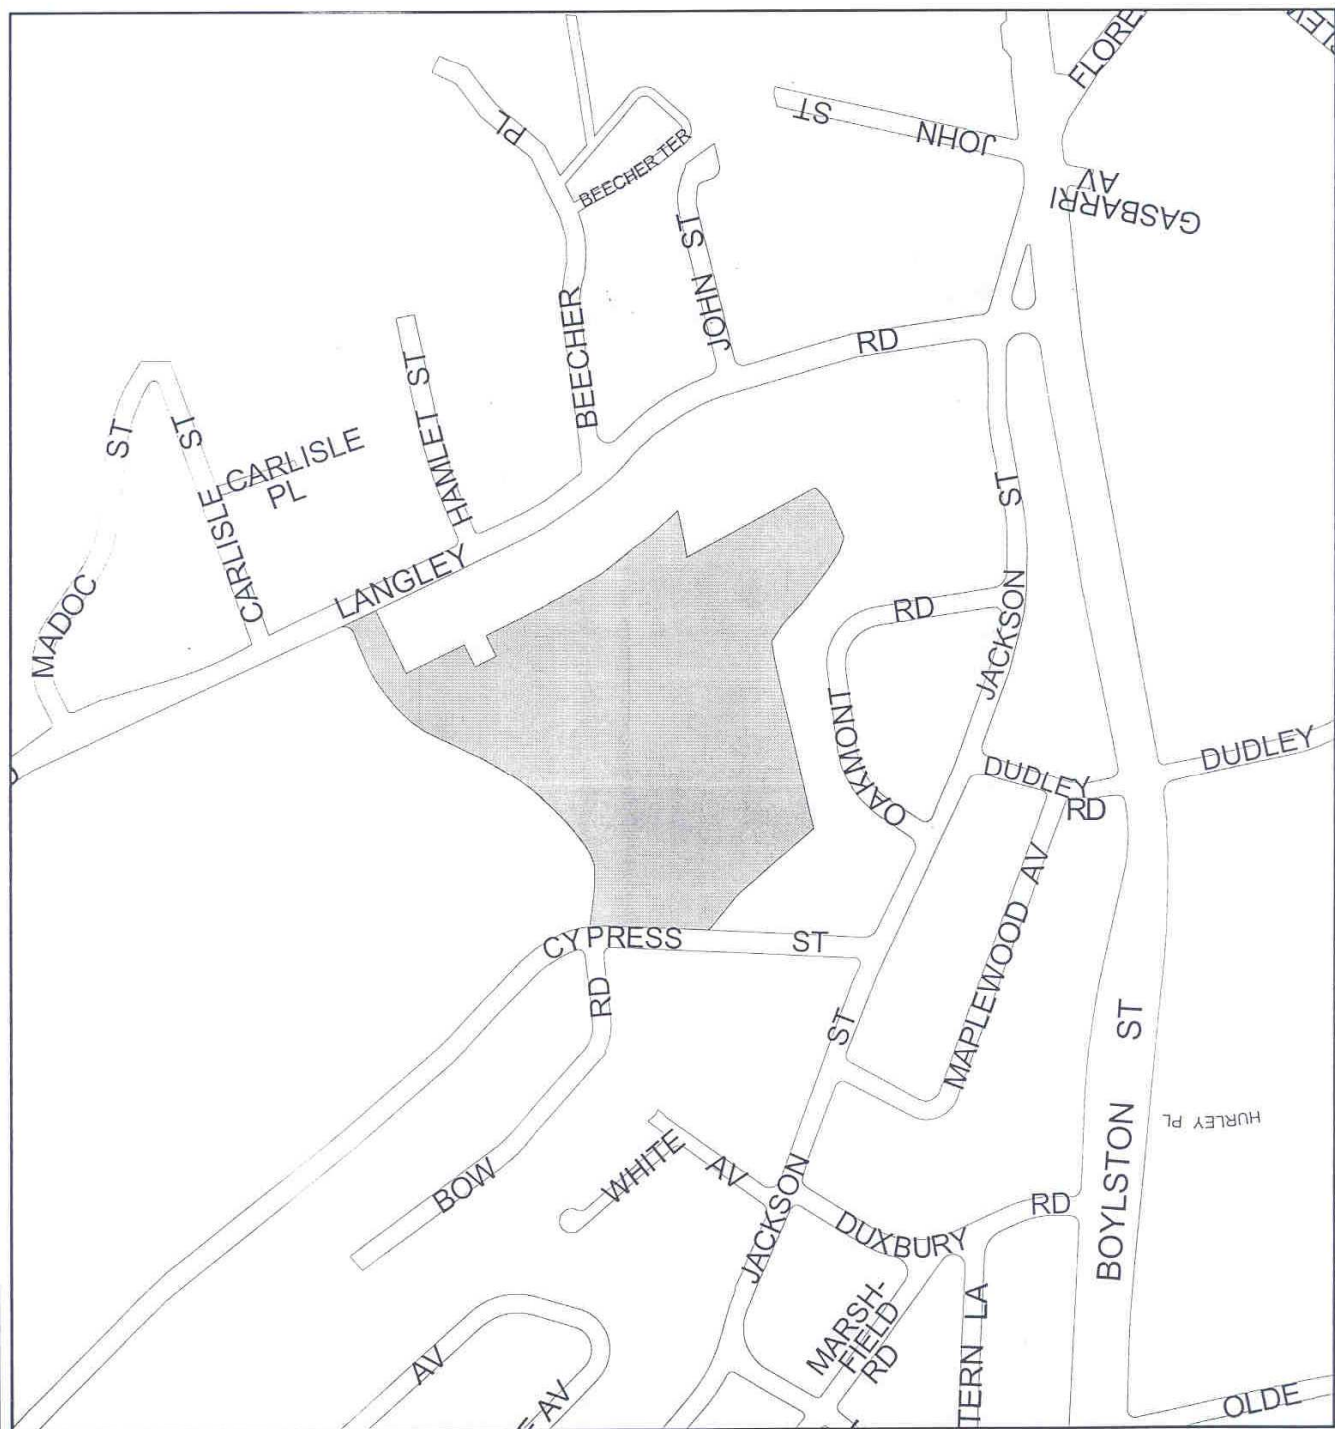 FLORE
PL
ST
JOHN
BEECHER TER
AV
GASBARRI
JOHN ST
BEECHER
RD
HAMLET ST
ST
ST
CARLISLE
PL
CARLISLE
LANGLEY
MADOC
ST
RD
JACKSON
OAKMONT
DUDLEY
DUDLEY
RD
MAPLEWOOD AV
CYPRESS ST
RD
ST
BOYLSTON ST
HURLEY PL
WHITE
AV
BOW
JACKSON
DUXBURY
RD
MARSH-
FIELD
RD
TERN LA
AV
AV
OLDE